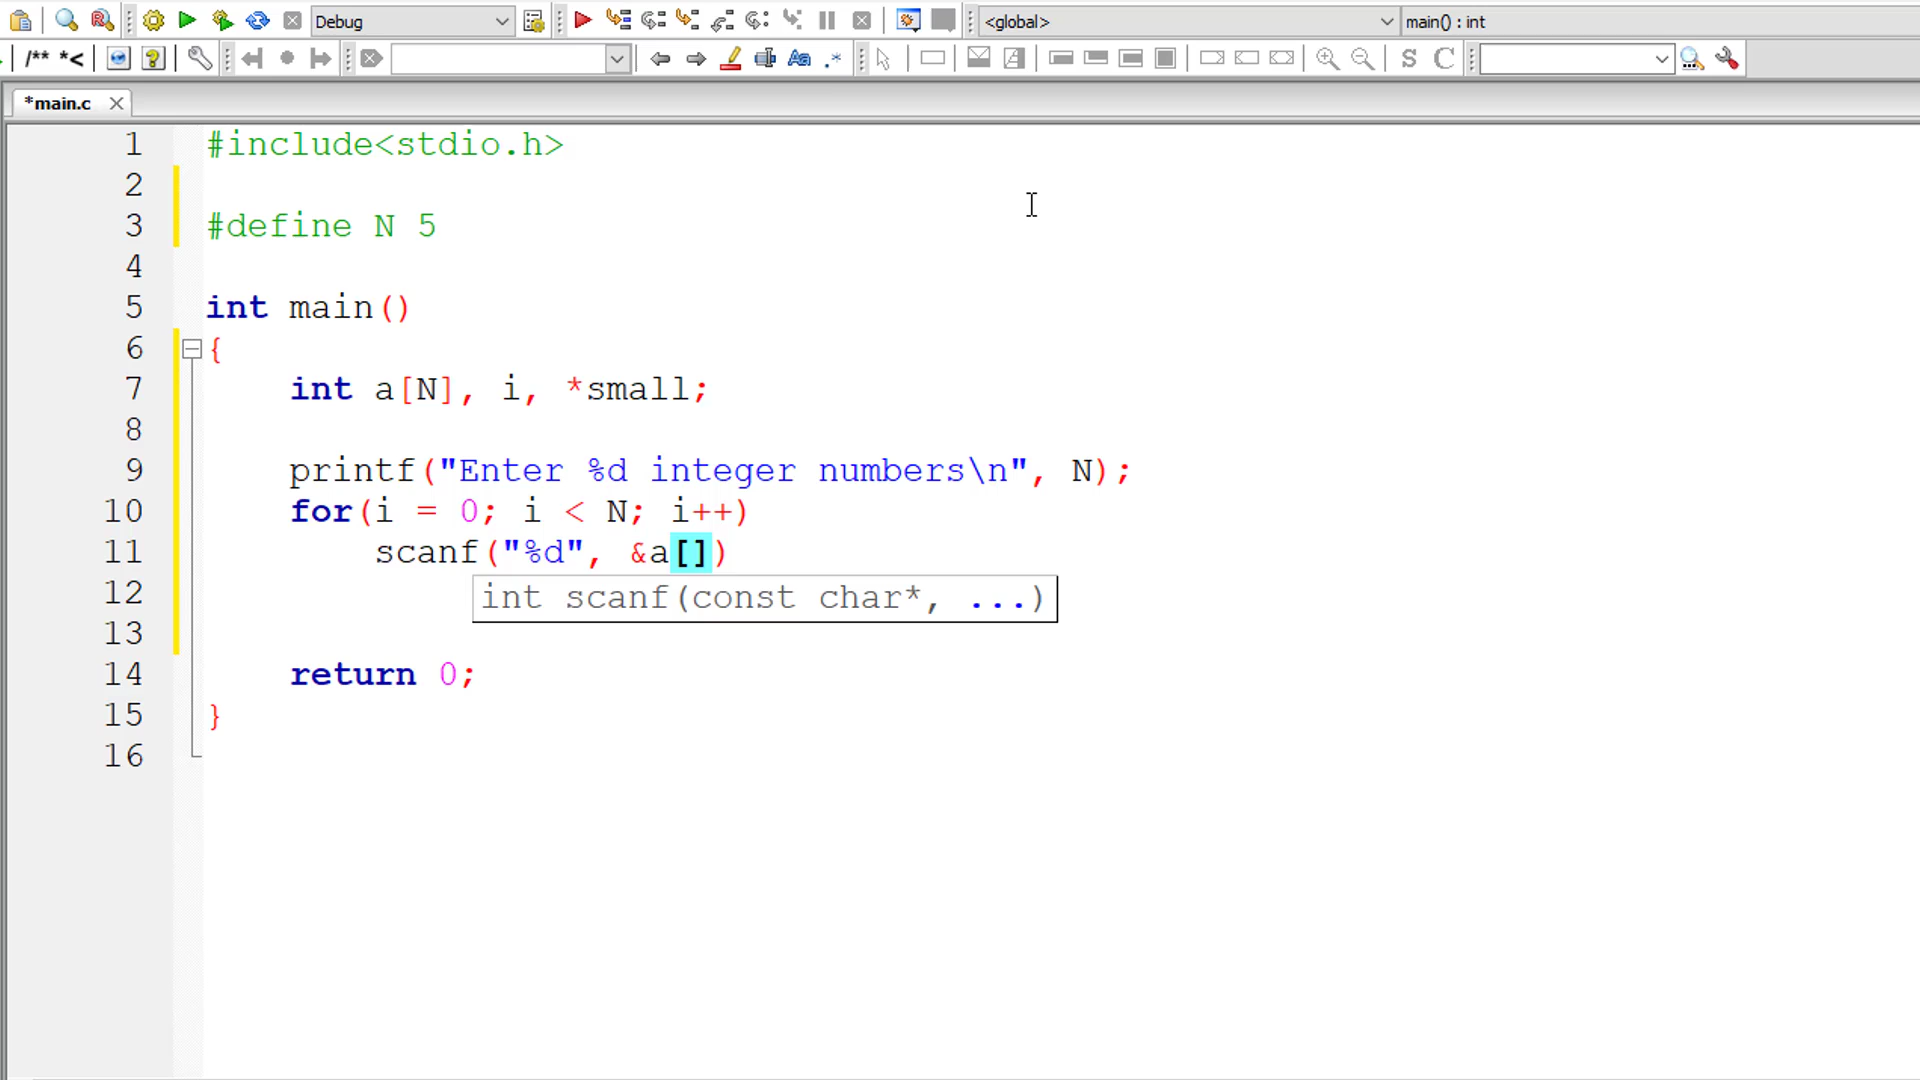 Debug <global> main() : int
/** *<
*main.c
1 #include<stdio.h>
2
3 #define N 5
4
5 int main()
6 {
7 int a[N], i, *small;
8
9 printf("Enter %d integer numbers\n", N);
10 for(i = 0; i < N; i++)
11 scanf("%d", &a[])
12 int scanf(const char*, ...)
13
14 return 0;
15 }
16